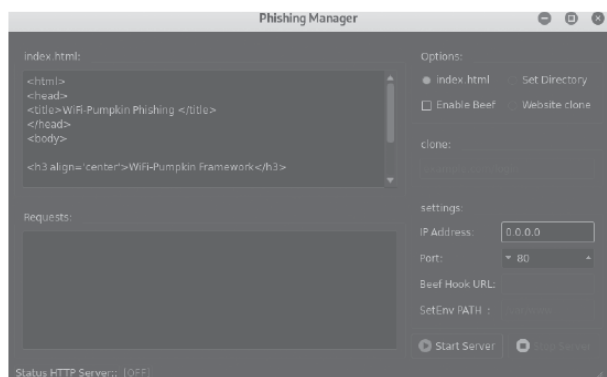 Phishing Manager
index.html:
<html>
<head>
<title>WiFi-Pumpkin Phishing </title>
</head>
<body>
<h3 align='center'>WiFi-Pumpkin Framework</h3>
Requests:
Options:
index.html
Set Directory
Enable Beef
Website clone
clone:
settings:
IP Address: 0.0.0.0
Port: 80
Beef Hook URL:
SetEnv PATH :
Start Server
Stop Server
Status HTTP Server:: [OFF]